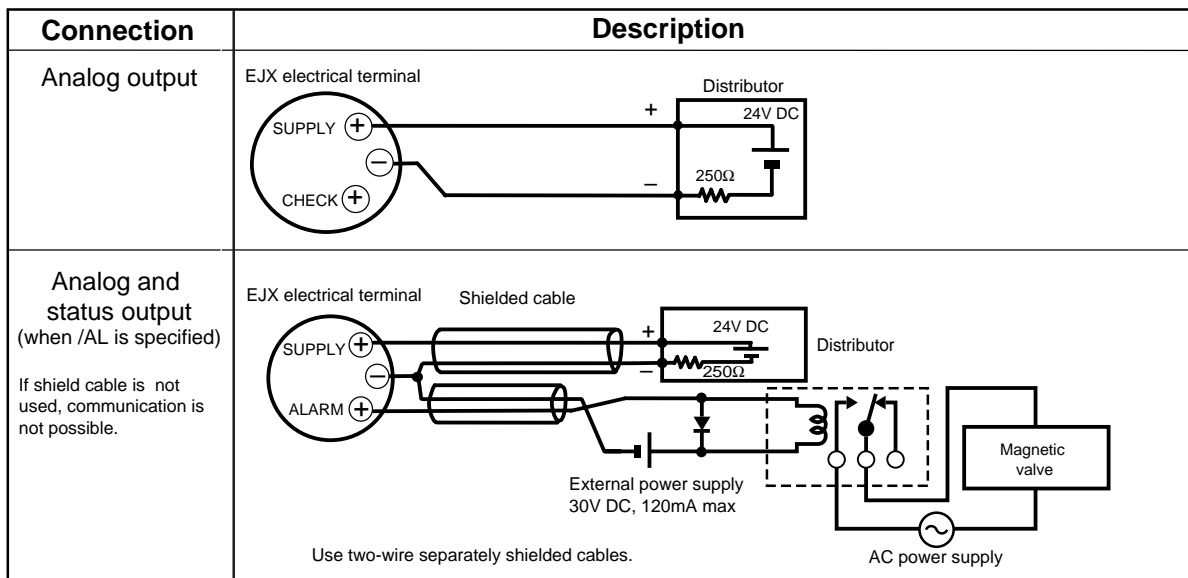 Connection
Description
Analog output
EJX electrical terminal
SUPPLY +
−
CHECK +
+
−
Distributor
24V DC
250Ω
Analog and
status output
(when /AL is specified)
If shield cable is not
used, communication is
not possible.
EJX electrical terminal
Shielded cable
SUPPLY +
−
ALARM +
+
−
24V DC
250Ω
Distributor
External power supply
30V DC, 120mA max
Magnetic
valve
AC power supply
Use two-wire separately shielded cables.